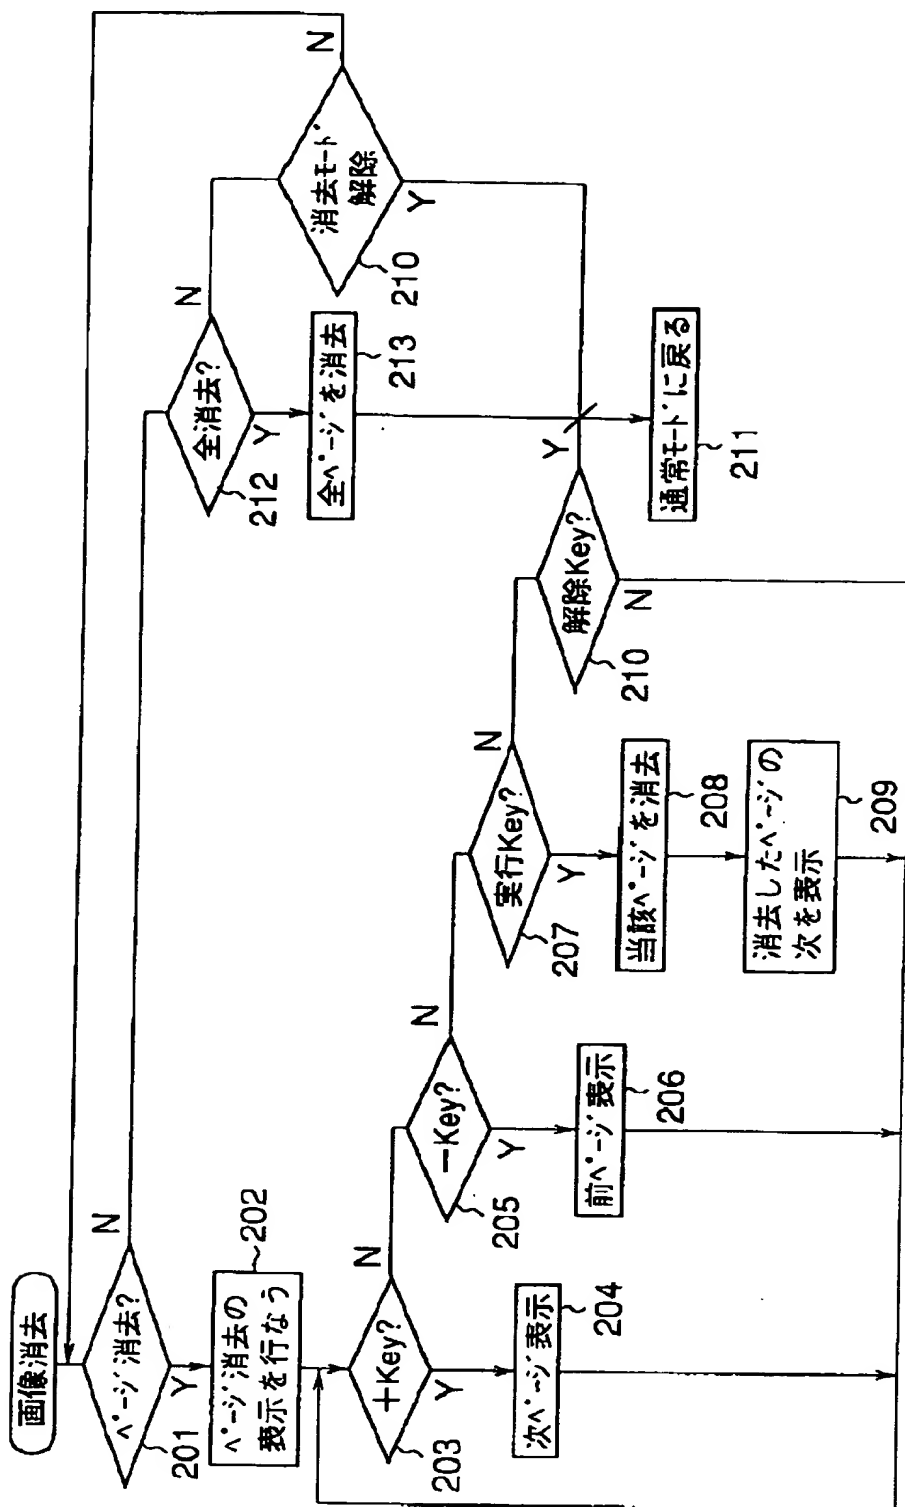 画像消去
ページ消去?
201
Y
N
ページ消去の
表示を行なう
202
+Key?
203
Y
N
次ページ表示
204
−Key?
205
Y
N
前ページ表示
206
実行Key?
207
Y
N
当該ページを消去
208
消去したページの
次を表示
209
解除Key?
210
Y
N
全消去?
212
Y
N
全ページを消去
213
消去モード
解除
210
Y
N
通常モードに戻る
211